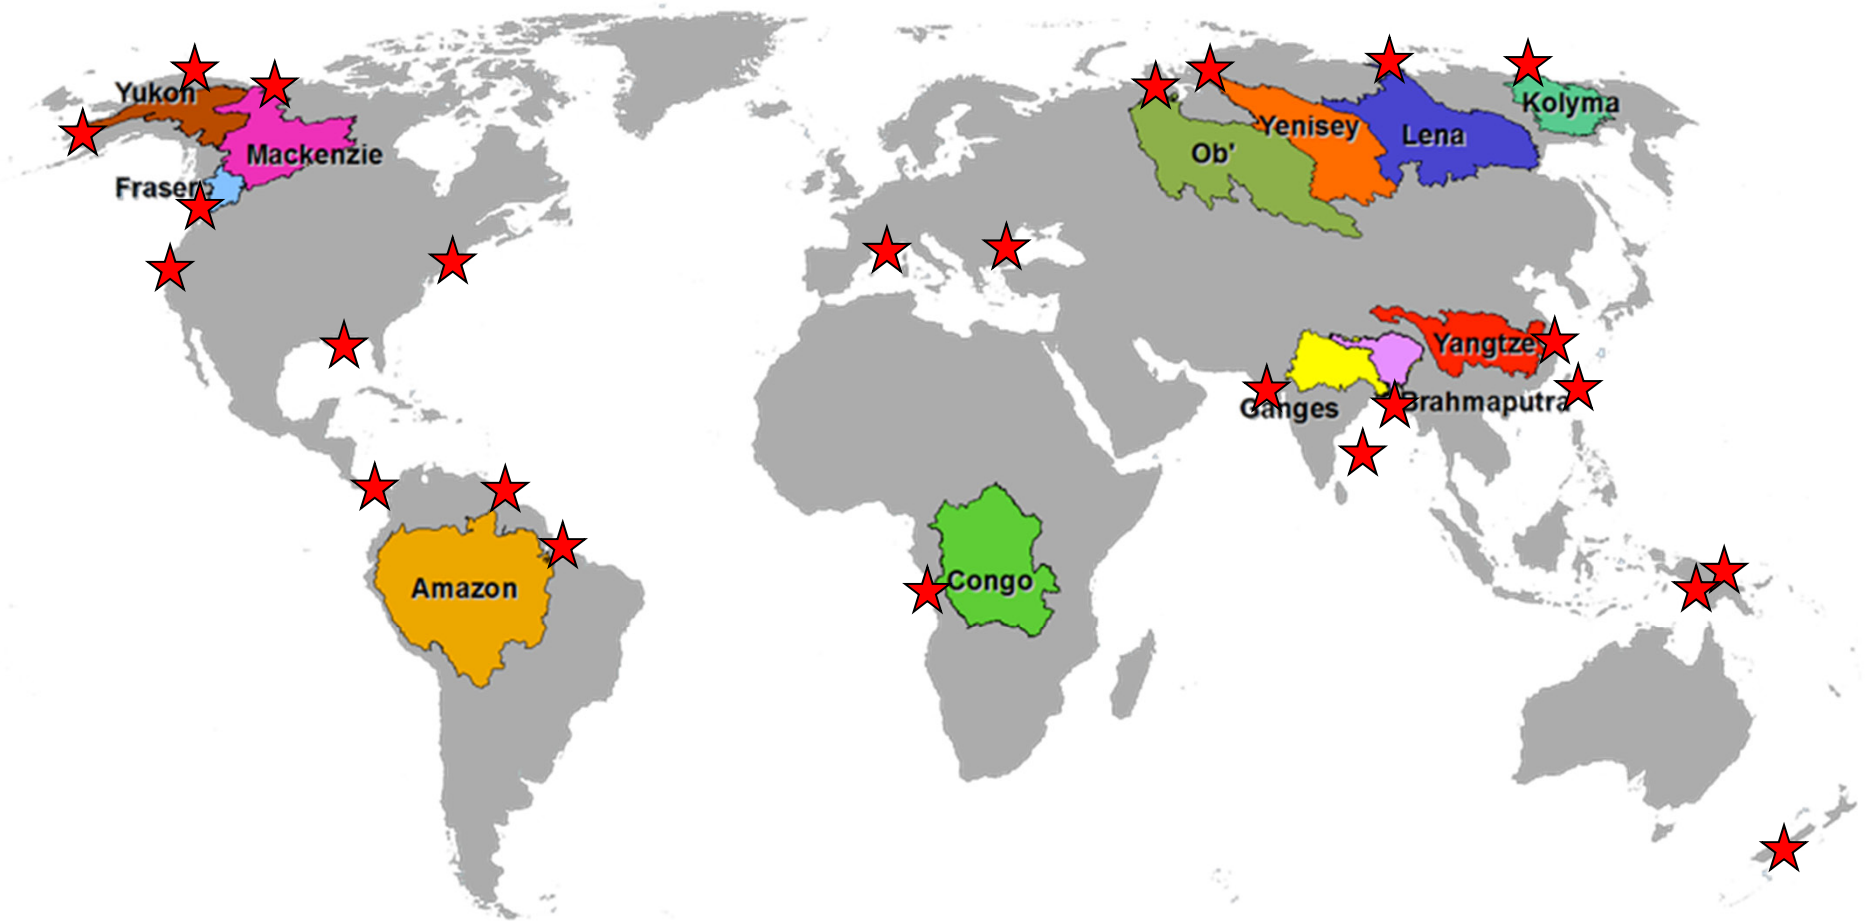 Yukon
Mackenzie
Fraser
Ob'
Yenisey
Lena
Kolyma
Yangtze
Ganges
Brahmaputra
Amazon
Congo